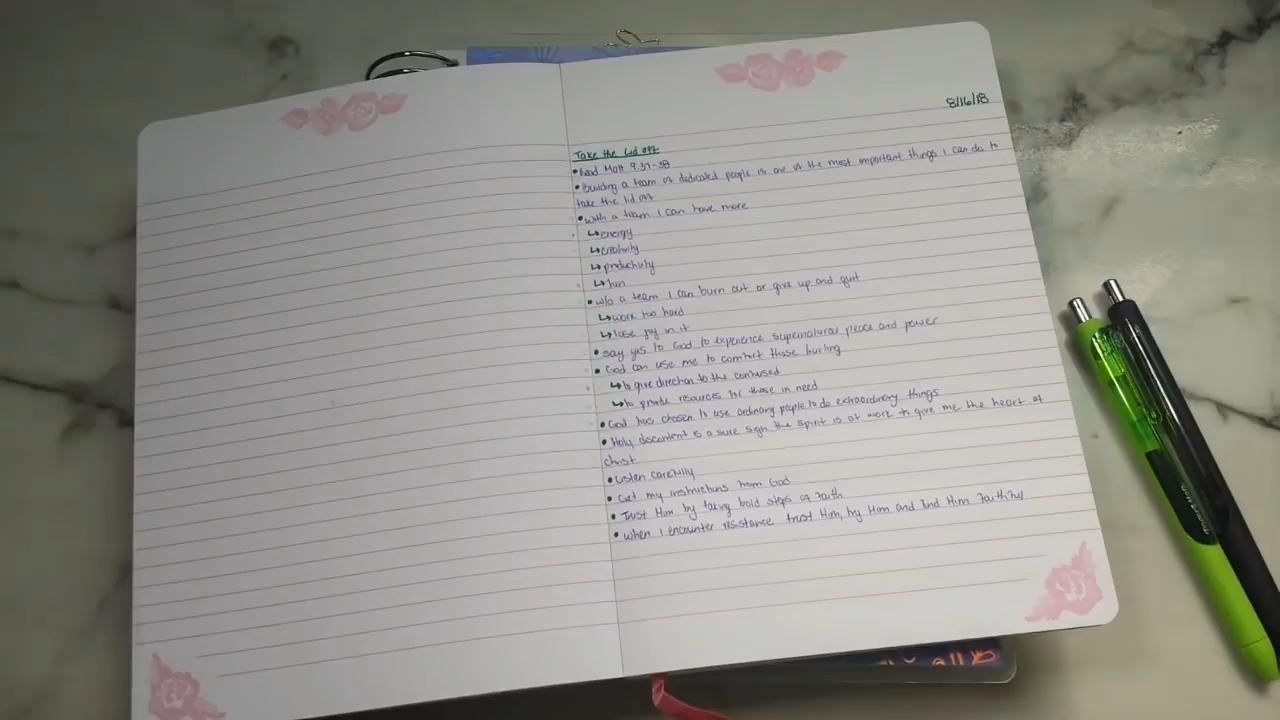 8/16/18
Take the Lid off
• Read Matt 9:37-38
• Building a team of dedicated people is one of the most important things I can do to
take the lid off
• with a team I can have more
↳ energy
↳ creativity
↳ productivity
↳ fun
• w/o a team I can burn out or give up and quit
↳ work too hard
↳ lose joy in it
• say yes to God to experience supernatural peace and power
• God can use me to comfort those hurting
↳ to give direction to the confused
↳ to provide resources for those in need
• God has chosen to use ordinary people to do extraordinary things
• Holy discontent is a sure sign the spirit is at work to give me the heart of
christ
• Listen carefully
• Get my instructions from God
• Trust Him by taking bold steps of faith
• when I encounter resistance trust Him, try Him and find Him faithful